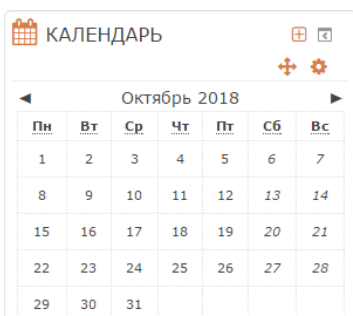 КАЛЕНДАРЬ
◄ Октябрь 2018 ►
Пн Вт Ср Чт Пт Сб Вс
1 2 3 4 5 6 7
8 9 10 11 12 13 14
15 16 17 18 19 20 21
22 23 24 25 26 27 28
29 30 31